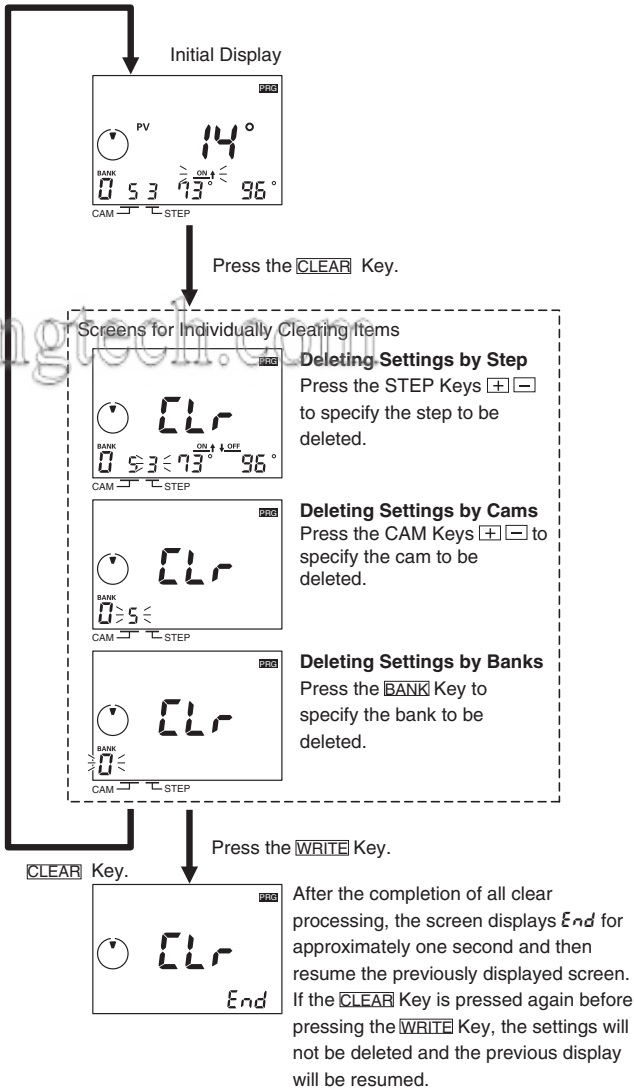 Initial Display
PRG
PV 14°
BANK ON
0 5 3 73° 96°
CAM STEP
Press the CLEAR Key.
Screens for Individually Clearing Items
PRG
CLr
BANK ON OFF
0 5 3 73° 96°
CAM STEP
Deleting Settings by Step
Press the STEP Keys + -
to specify the step to be
deleted.
PRG
CLr
BANK
0 5
CAM STEP
Deleting Settings by Cams
Press the CAM Keys + - to
specify the cam to be
deleted.
PRG
CLr
BANK
0
CAM STEP
Deleting Settings by Banks
Press the BANK Key to
specify the bank to be
deleted.
Press the WRITE Key.
CLEAR Key.
PRG
CLr
End
After the completion of all clear
processing, the screen displays End for
approximately one second and then
resume the previously displayed screen.
If the CLEAR Key is pressed again before
pressing the WRITE Key, the settings will
not be deleted and the previous display
will be resumed.